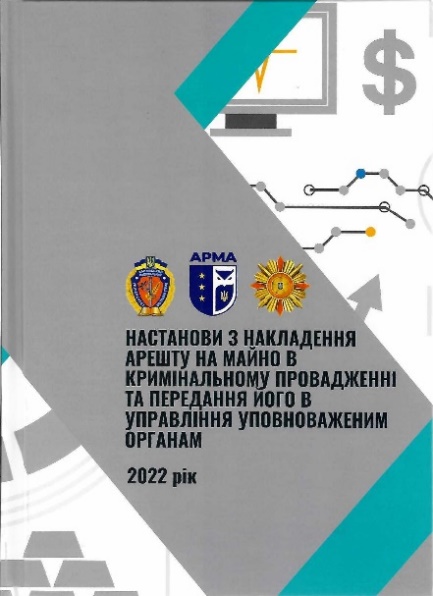 $
АРМА
НАСТАНОВИ З НАКЛАДЕННЯ
АРЕШТУ НА МАЙНО В
КРИМІНАЛЬНОМУ ПРОВАДЖЕННІ
ТА ПЕРЕДАННЯ ЙОГО В
УПРАВЛІННЯ УПОВНОВАЖЕНИМ
ОРГАНАМ
2022 рік